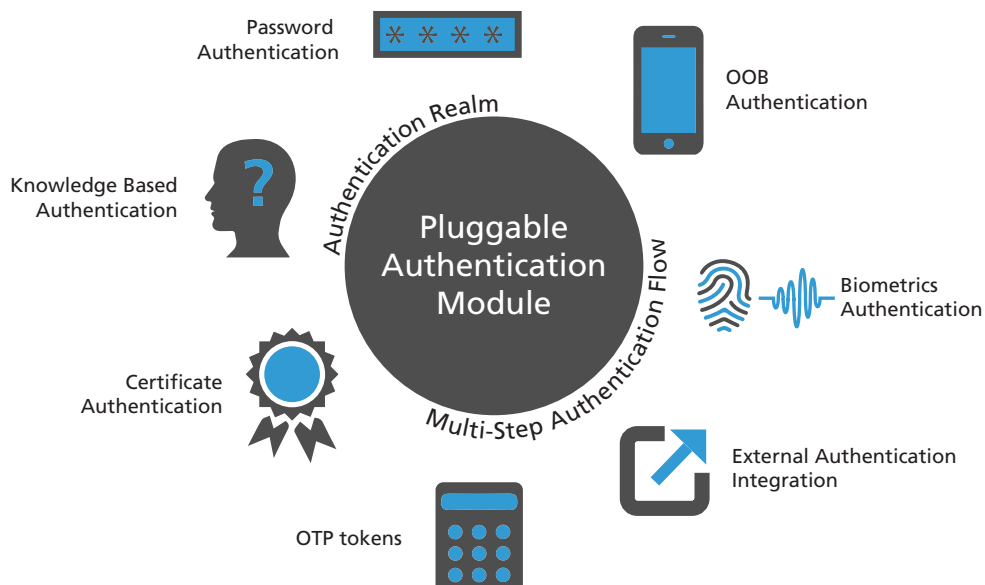 Password
Authentication
* * * *
OOB
Authentication
Authentication Realm
Knowledge Based
Authentication
?
Pluggable
Authentication
Module
Biometrics
Authentication
Multi-Step Authentication Flow
Certificate
Authentication
External Authentication
Integration
OTP tokens